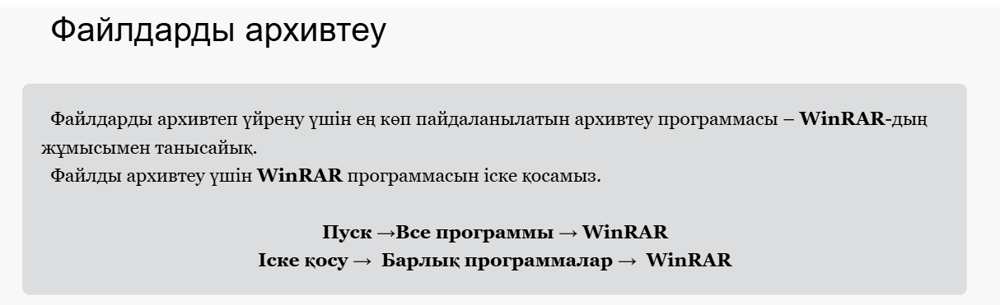 Файлдарды архивтеу
Файлдарды архивтеп үйрену үшін ең көп пайдаланылатын архивтеу программасы – WinRAR-дың
жұмысымен танысайық.
Файлды архивтеу үшін WinRAR программасын іске қосамыз.
Пуск →Все программы → WinRAR
Іске қосу → Барлық программалар → WinRAR